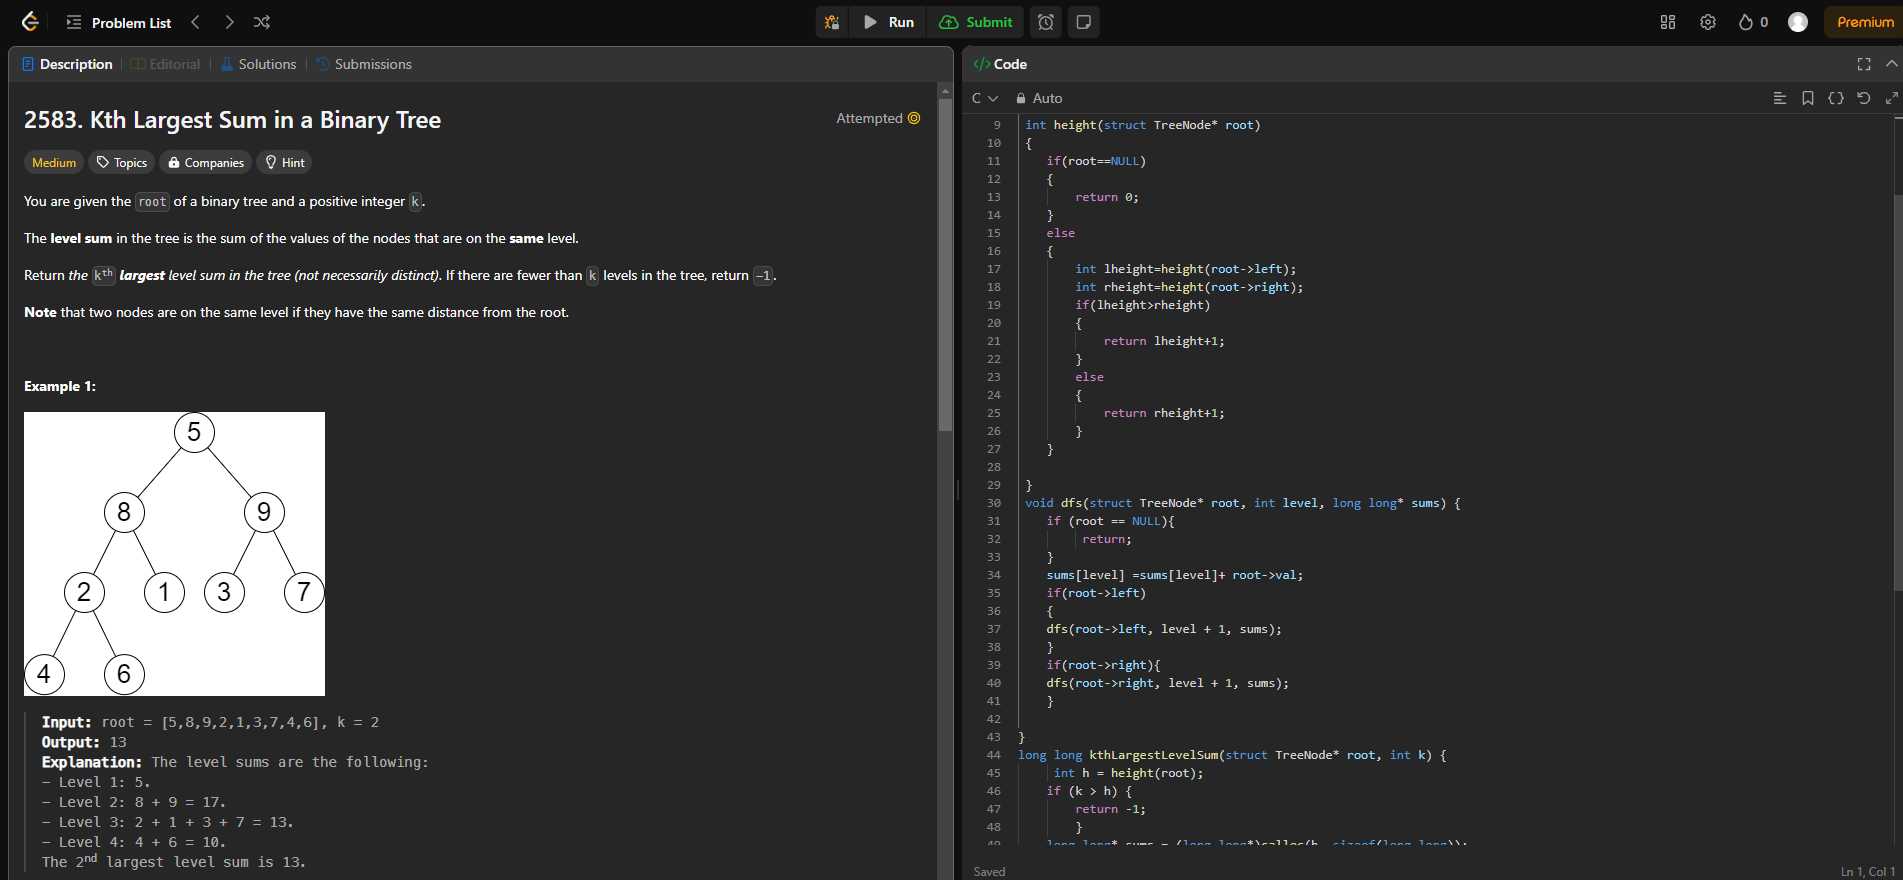 Problem List
Run
Submit
0
Premium
Description
Editorial
Solutions
Submissions
2583. Kth Largest Sum in a Binary Tree
Attempted
Medium
Topics
Companies
Hint
You are given the root of a binary tree and a positive integer k.
The level sum in the tree is the sum of the values of the nodes that are on the same level.
Return the kth largest level sum in the tree (not necessarily distinct). If there are fewer than k levels in the tree, return -1.
Note that two nodes are on the same level if they have the same distance from the root.
Example 1:
5
8 9
2 1 3 7
4 6
Input: root = [5,8,9,2,1,3,7,4,6], k = 2
Output: 13
Explanation: The level sums are the following:
- Level 1: 5.
- Level 2: 8 + 9 = 17.
- Level 3: 2 + 1 + 3 + 7 = 13.
- Level 4: 4 + 6 = 10.
The 2nd largest level sum is 13.
</> Code
C
Auto
9 int height(struct TreeNode* root)
10 {
11 if(root==NULL)
12 {
13 return 0;
14 }
15 else
16 {
17 int lheight=height(root->left);
18 int rheight=height(root->right);
19 if(lheight>rheight)
20 {
21 return lheight+1;
22 }
23 else
24 {
25 return rheight+1;
26 }
27 }
28
29 }
30 void dfs(struct TreeNode* root, int level, long long* sums) {
31 if (root == NULL){
32 return;
33 }
34 sums[level] =sums[level]+ root->val;
35 if(root->left)
36 {
37 dfs(root->left, level + 1, sums);
38 }
39 if(root->right){
40 dfs(root->right, level + 1, sums);
41 }
42
43 }
44 long long kthLargestLevelSum(struct TreeNode* root, int k) {
45 int h = height(root);
46 if (k > h) {
47 return -1;
48 }
49 long long* sums = (long long*)calloc(h, sizeof(long long));
Saved
Ln 1, Col 1